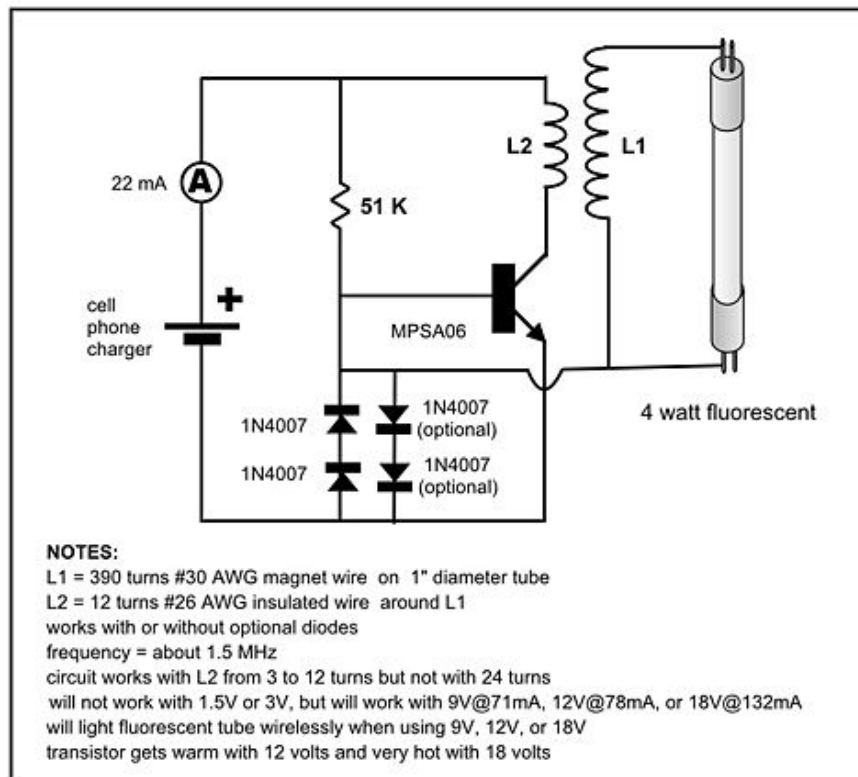 22 mA
A
51 K
L2
L1
+
cell
phone
charger
MPSA06
1N4007
1N4007
(optional)
1N4007
1N4007
(optional)
4 watt fluorescent
NOTES:
L1 = 390 turns #30 AWG magnet wire on 1" diameter tube
L2 = 12 turns #26 AWG insulated wire around L1
works with or without optional diodes
frequency = about 1.5 MHz
circuit works with L2 from 3 to 12 turns but not with 24 turns
will not work with 1.5V or 3V, but will work with 9V@71mA, 12V@78mA, or 18V@132mA
will light fluorescent tube wirelessly when using 9V, 12V, or 18V
transistor gets warm with 12 volts and very hot with 18 volts